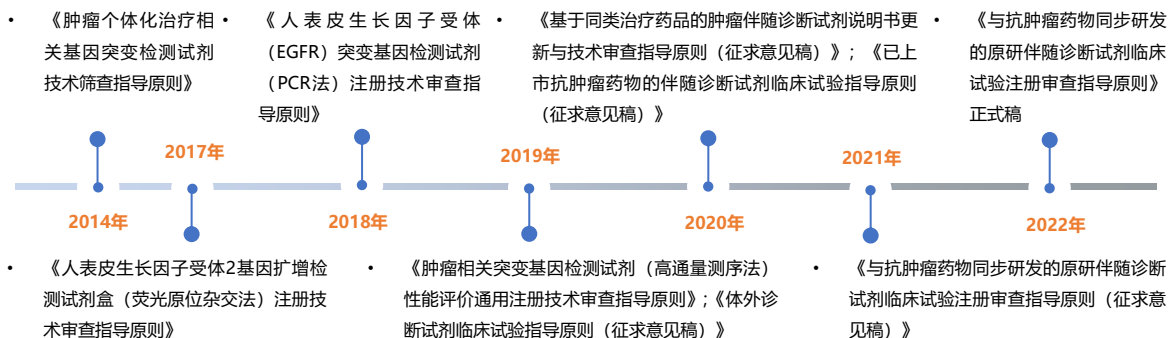 • 《肿瘤个体化治疗相
关基因突变检测试剂
技术筛查指导原则》
• 《人表皮生长因子受体
（EGFR）突变基因检测试剂
（PCR法）注册技术审查指
导原则》
• 《基于同类治疗药品的肿瘤伴随诊断试剂说明书更
新与技术审查指导原则（征求意见稿）》；《已上
市抗肿瘤药物的伴随诊断试剂临床试验指导原则
（征求意见稿）》
• 《与抗肿瘤药物同步研发
的原研伴随诊断试剂临床
试验注册审查指导原则》
正式稿
2017年
2019年
2021年
2014年
2018年
2020年
2022年
• 《人表皮生长因子受体2基因扩增检
测试剂盒（荧光原位杂交法）注册技
术审查指导原则》
• 《肿瘤相关突变基因检测试剂（高通量测序法）
性能评价通用注册技术审查指导原则》；《体外诊
断试剂临床试验指导原则（征求意见稿）》
• 《与抗肿瘤药物同步研发的原研伴随诊断
试剂临床试验注册审查指导原则（征求意
见稿）》